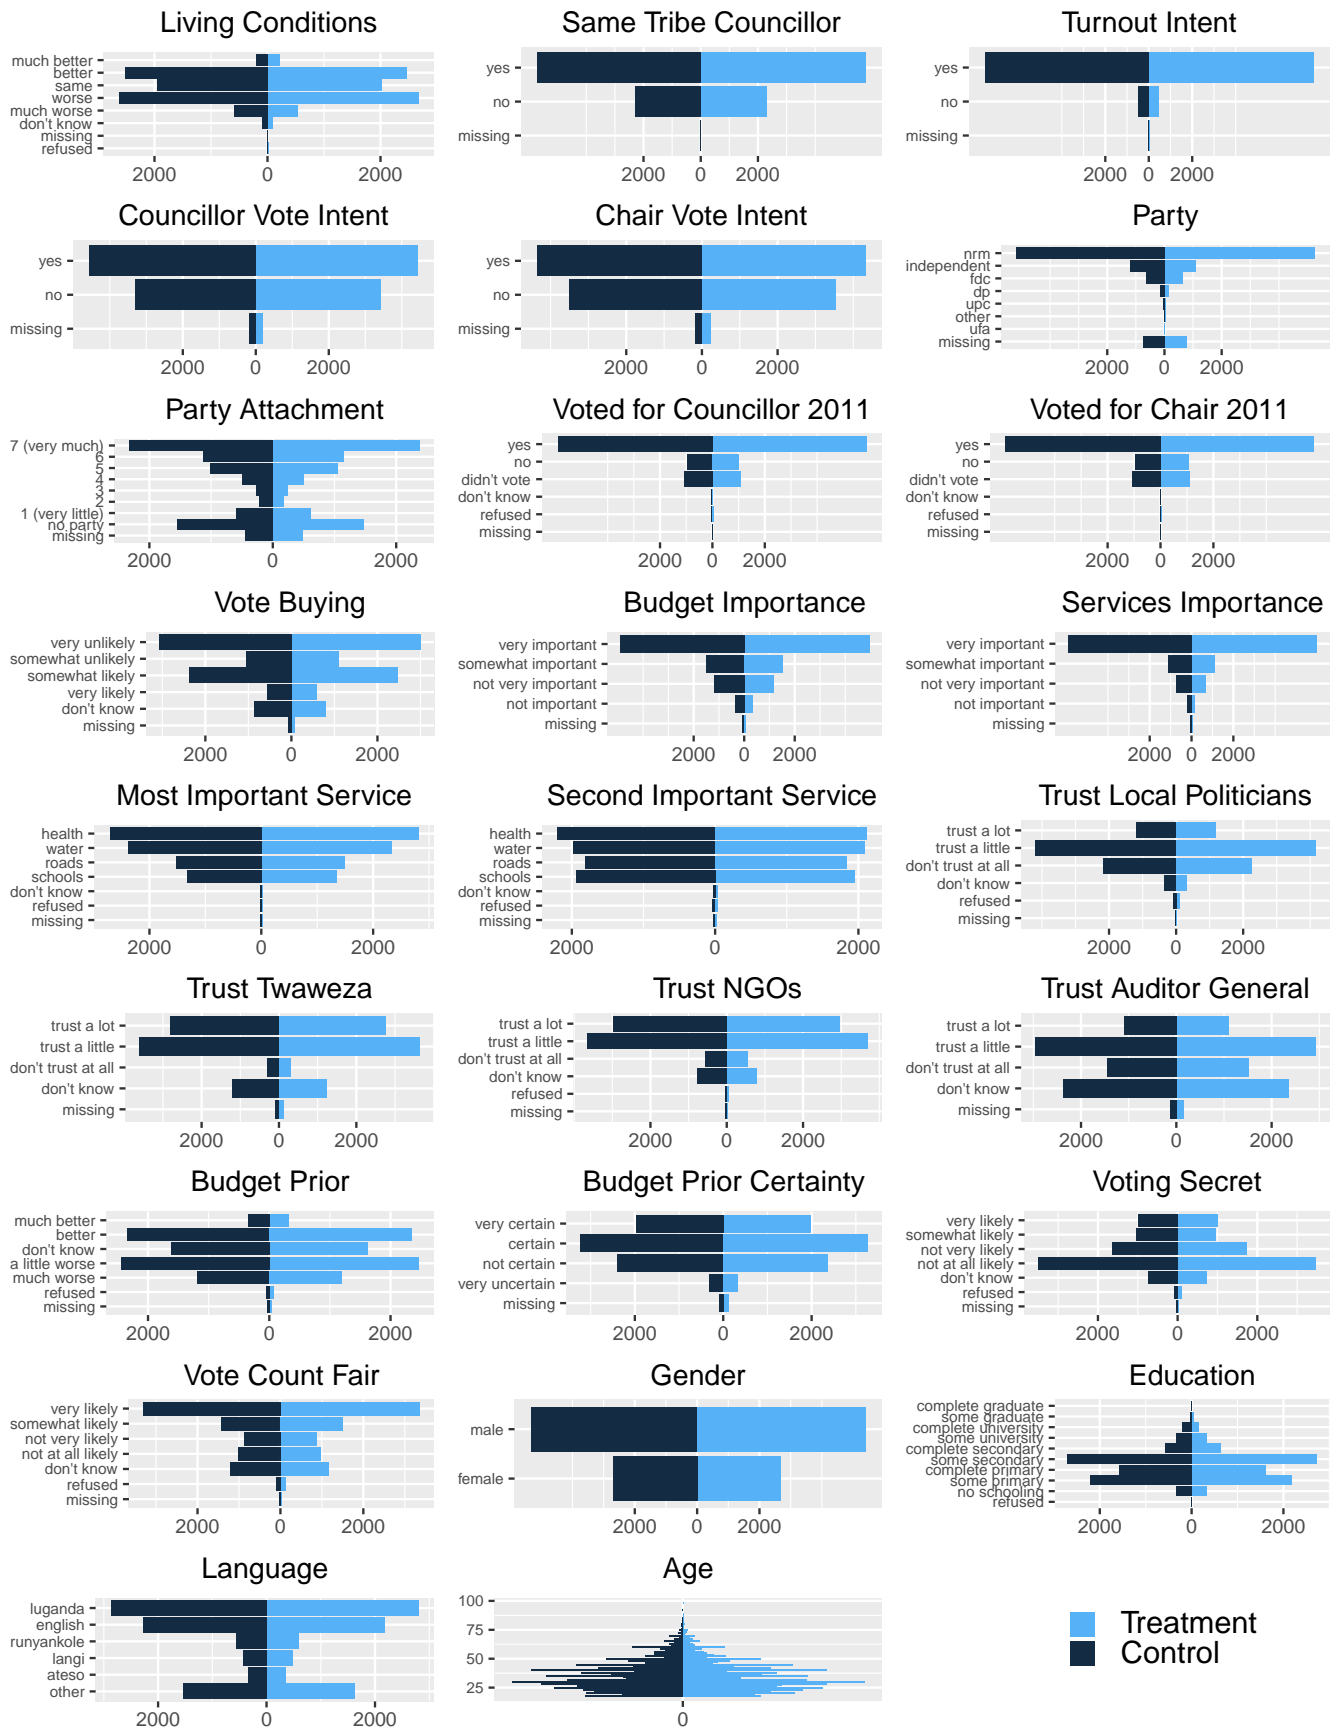 Living Conditions
much better
better
same
worse
much worse
don't know
missing
refused
2000 0 2000
Same Tribe Councillor
yes
no
missing
2000 0 2000
Turnout Intent
yes
no
missing
2000 0 2000
Councillor Vote Intent
yes
no
missing
2000 0 2000
Chair Vote Intent
yes
no
missing
2000 0 2000
Party
nrm
independent
fdc
dp
upc
other
ufa
missing
2000 0 2000
Party Attachment
7 (very much)
6
5
4
3
2
1 (very little)
no party
missing
2000 0 2000
Voted for Councillor 2011
yes
no
didn't vote
don't know
refused
missing
2000 0 2000
Voted for Chair 2011
yes
no
didn't vote
don't know
refused
missing
2000 0 2000
Vote Buying
very unlikely
somewhat unlikely
somewhat likely
very likely
don't know
missing
2000 0 2000
Budget Importance
very important
somewhat important
not very important
not important
missing
2000 0 2000
Services Importance
very important
somewhat important
not very important
not important
missing
2000 0 2000
Most Important Service
health
water
roads
schools
don't know
refused
missing
2000 0 2000
Second Important Service
health
water
roads
schools
don't know
refused
missing
2000 0 2000
Trust Local Politicians
trust a lot
trust a little
don't trust at all
don't know
refused
missing
2000 0 2000
Trust Twaweza
trust a lot
trust a little
don't trust at all
don't know
missing
2000 0 2000
Trust NGOs
trust a lot
trust a little
don't trust at all
don't know
refused
missing
2000 0 2000
Trust Auditor General
trust a lot
trust a little
don't trust at all
don't know
missing
2000 0 2000
Budget Prior
much better
better
don't know
a little worse
much worse
refused
missing
2000 0 2000
Budget Prior Certainty
very certain
certain
not certain
very uncertain
missing
2000 0 2000
Voting Secret
very likely
somewhat likely
not very likely
not at all likely
don't know
refused
missing
2000 0 2000
Vote Count Fair
very likely
somewhat likely
not very likely
not at all likely
don't know
refused
missing
2000 0 2000
Gender
male
female
2000 0 2000
Education
complete graduate
some graduate
complete university
some university
complete secondary
some secondary
complete primary
some primary
no schooling
refused
2000 0 2000
Language
luganda
english
runyankole
langi
ateso
other
2000 0 2000
Age
100
75
50
25
0
Treatment
Control